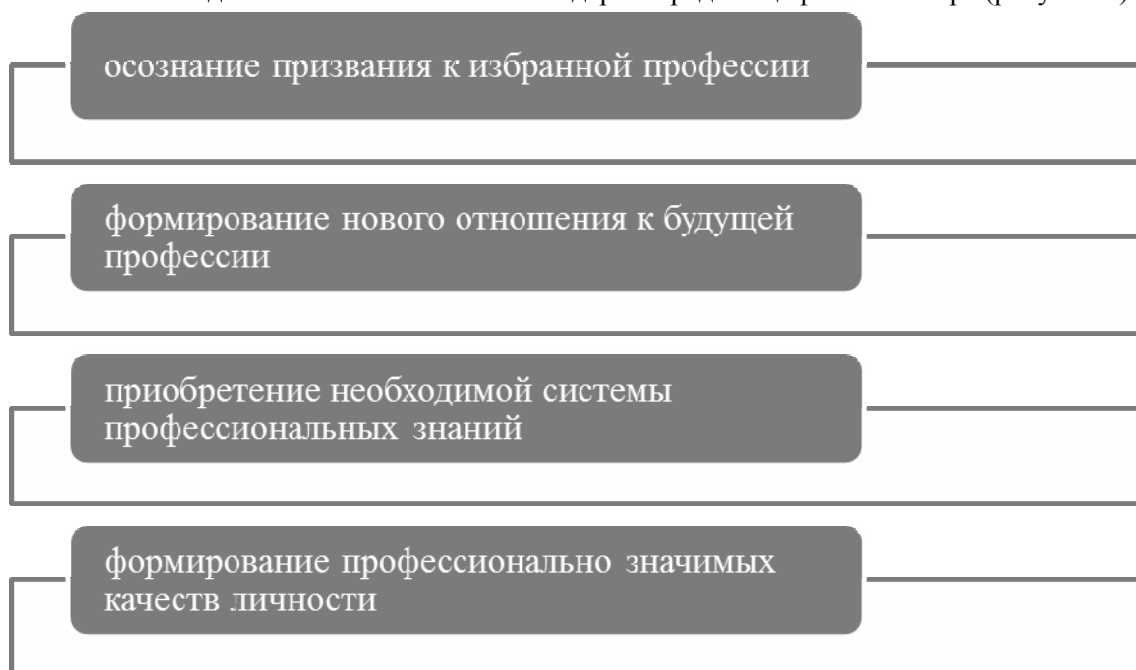 осознание призвания к избранной профессии
формирование нового отношения к будущей
профессии
приобретение необходимой системы
профессиональных знаний
формирование профессионально значимых
качеств личности